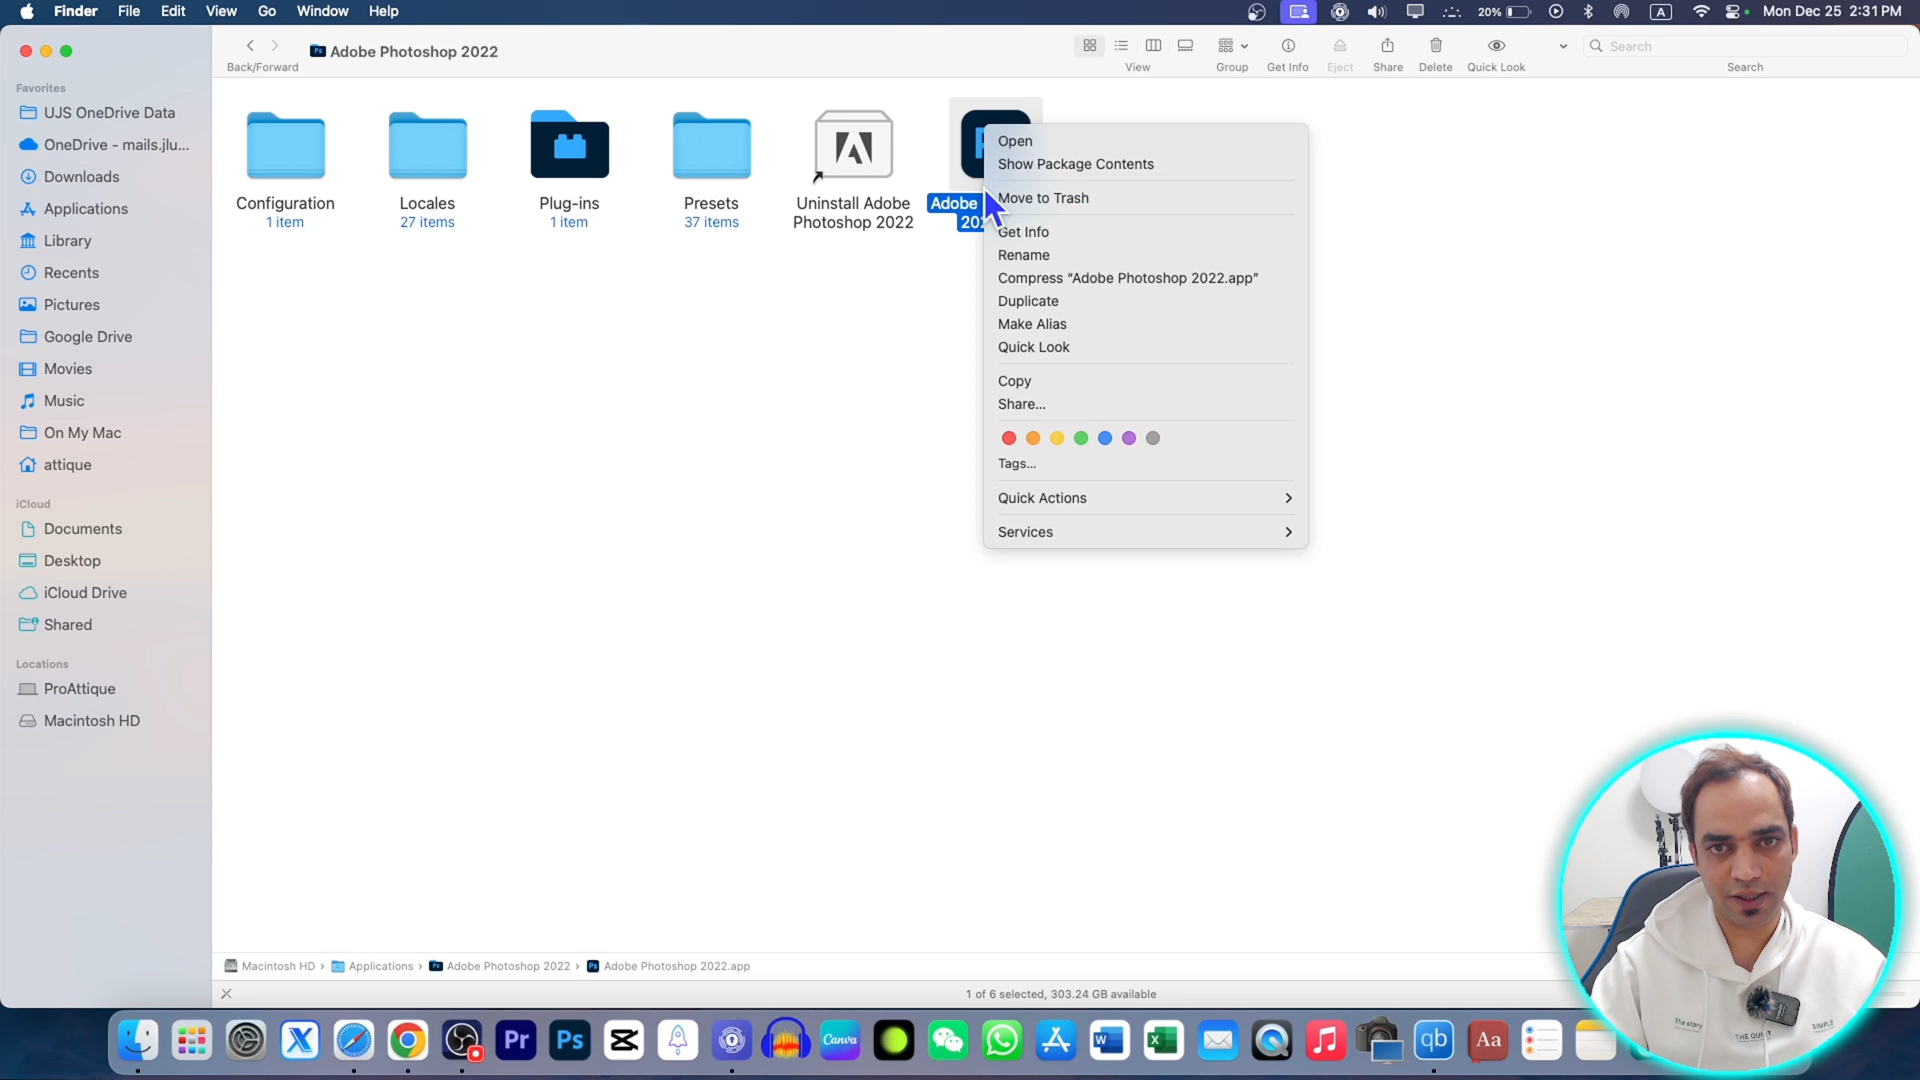 Finder File Edit View Go Window Help
20% A Mon Dec 25 2:31 PM
Back/Forward
Adobe Photoshop 2022
View
Group
Get Info
Eject
Share
Delete
Quick Look
Search
Search
Favorites
UJS OneDrive Data
OneDrive - mails.jlu...
Downloads
Applications
Library
Recents
Pictures
Google Drive
Movies
Music
On My Mac
attique
iCloud
Documents
Desktop
iCloud Drive
Shared
Locations
ProAttique
Macintosh HD
Configuration
1 item
Locales
27 items
Plug-ins
1 item
Presets
37 items
Uninstall Adobe
Photoshop 2022
Adobe
Open
Show Package Contents
Move to Trash
Get Info
Rename
Compress “Adobe Photoshop 2022.app”
Duplicate
Make Alias
Quick Look
Copy
Share...
Tags...
Quick Actions
Services
Macintosh HD › Applications › Adobe Photoshop 2022 › Adobe Photoshop 2022.app
1 of 6 selected, 303.24 GB available
Pr
Ps
Canva
W
X
qb
Aa
The story
SIMPLE